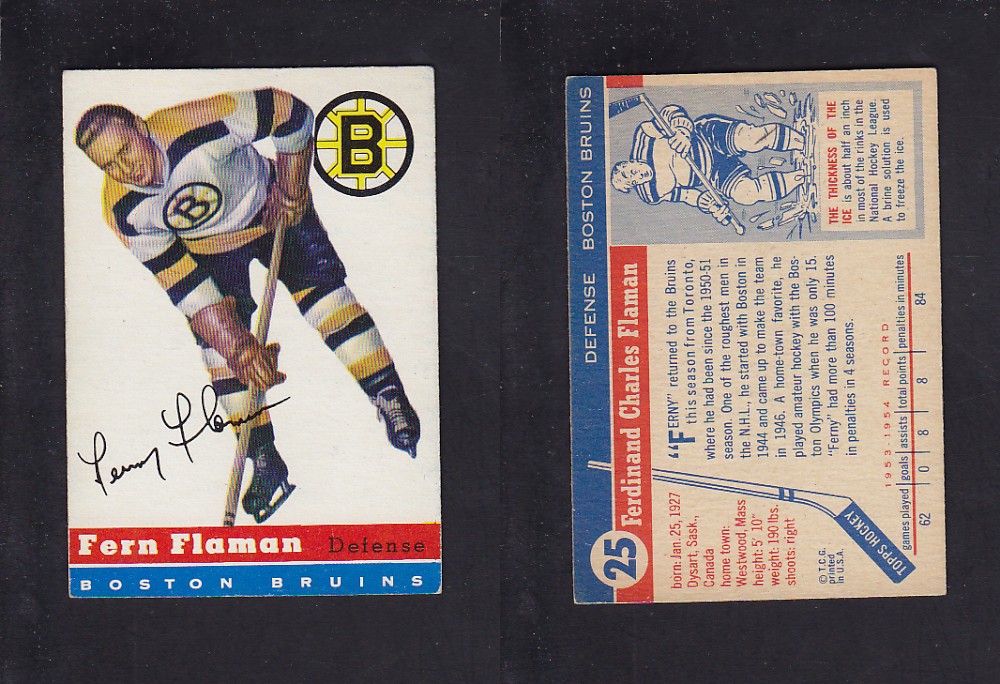 B
B
Ferny Flaman
Fern Flaman Defense
BOSTON BRUINS
25
DEFENSE BOSTON BRUINS
Ferdinand Charles Flaman
born: Jan. 25, 1927
Dysart, Sask.,
Canada
home town:
Westwood, Mass
height: 5' 10"
weight: 190 lbs.
shoots: right
© T.C.G.
printed
in U.S.A.
"FERNY" returned to the Bruins
this season from Toronto,
where he had been since the 1950-51
season. One of the roughest men in
the N.H.L., he started with Boston in
1944 and came up to make the team
in 1946. A home-town favorite, he
played amateur hockey with the Bos-
ton Olympics when he was only 15.
"Ferny" had more than 100 minutes
in penalties in 4 seasons.
THE THICKNESS OF THE
ICE is about half an inch
in most of the rinks in the
National Hockey League.
A brine solution is used
to freeze the ice.
TOPPS HOCKEY
1953-1954 RECORD
games played goals assists total points penalties in minutes
62 0 8 8 84